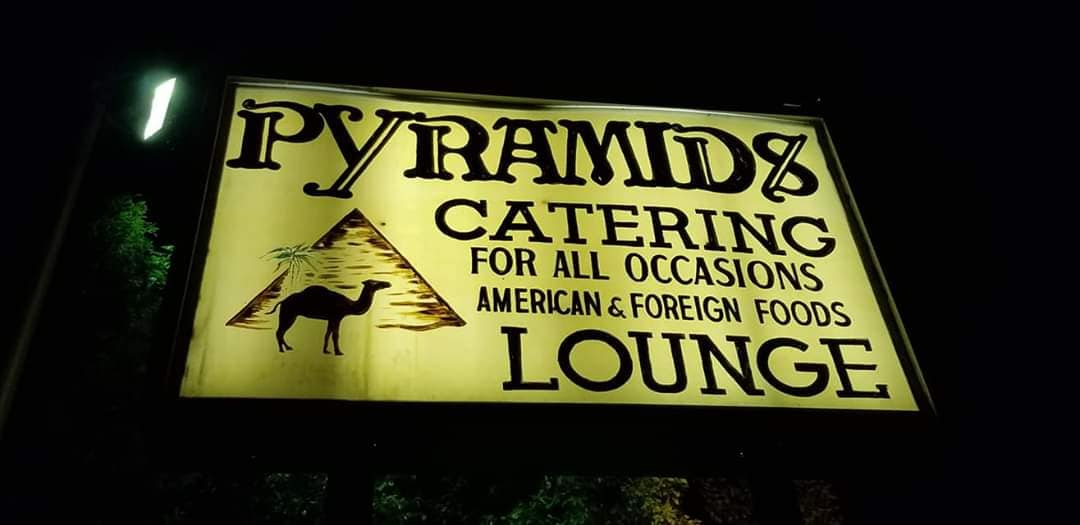 PYRAMIDS
CATERING
FOR ALL OCCASIONS
AMERICAN & FOREIGN FOODS
LOUNGE